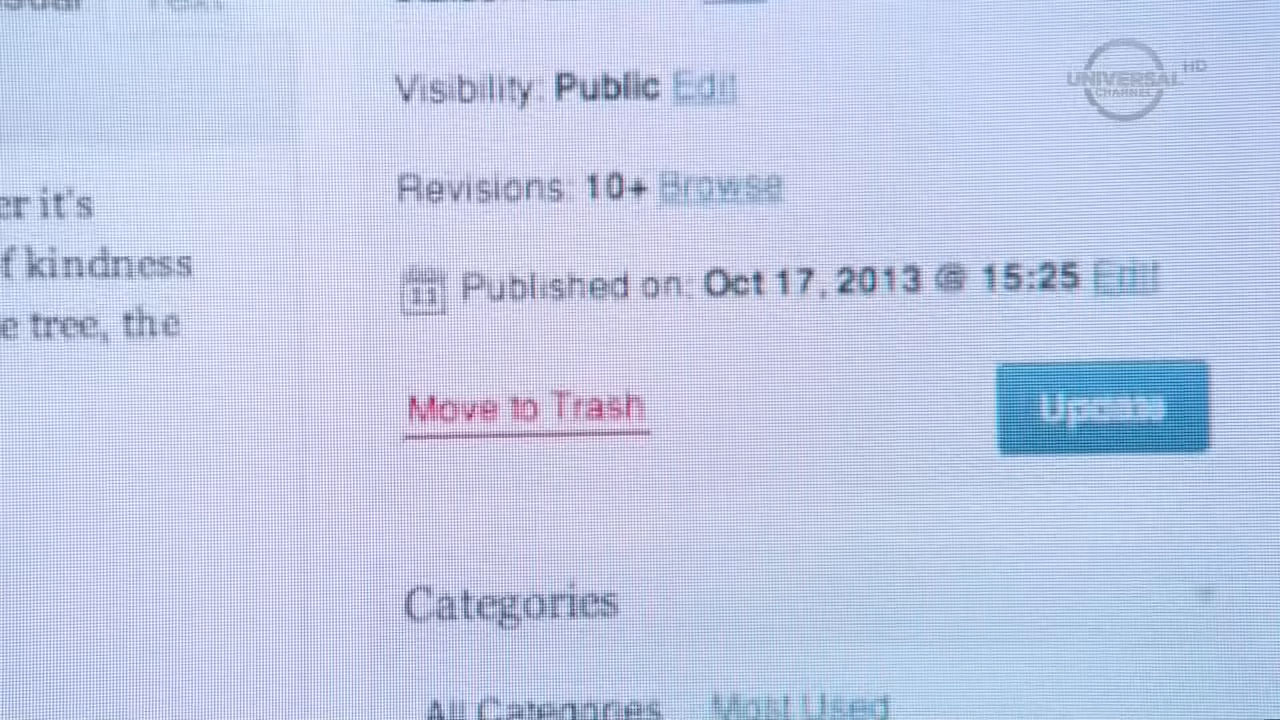 Visibility: Public Edit
UNIVERSAL HD
CHANNEL
er it's
Revisions: 10+ Browse
f kindness
Published on: Oct 17, 2013 @ 15:25 Edit
e tree, the
Move to Trash
Update
Categories
All Categories Most Used